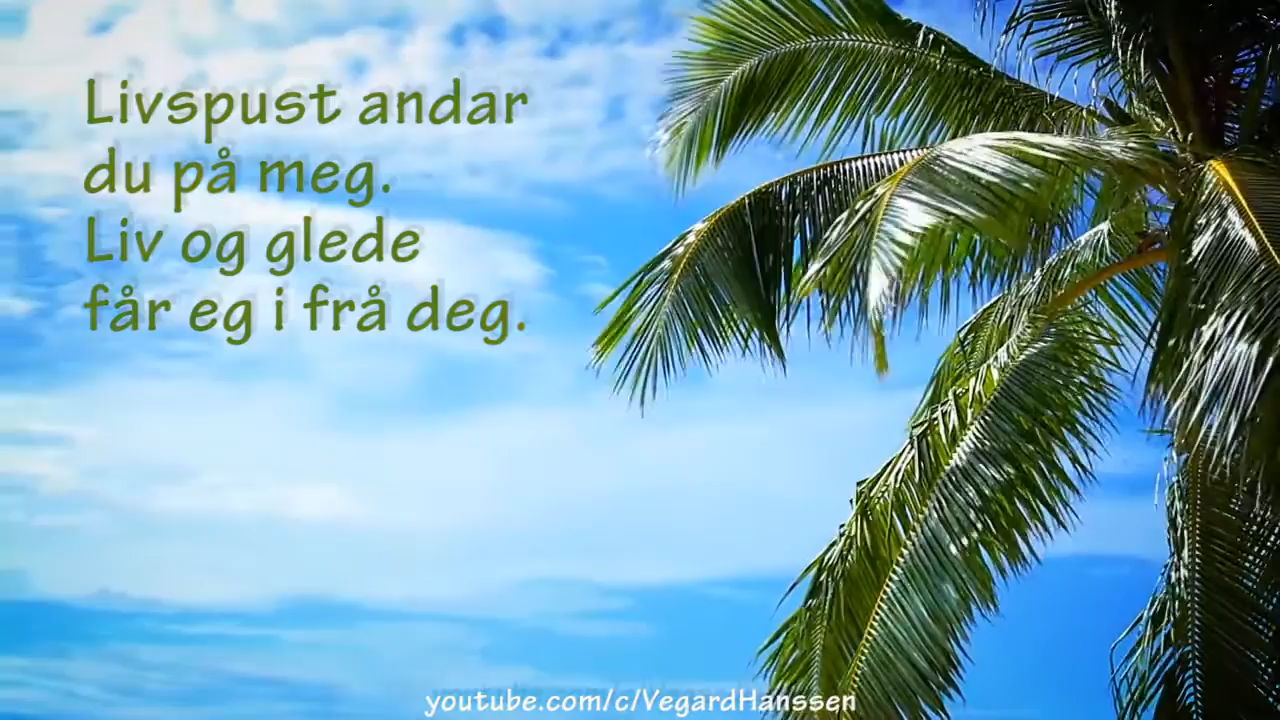 Livspust andar
du på meg.
Liv og glede
får eg i frå deg.
youtube.com/c/VegardHanssen